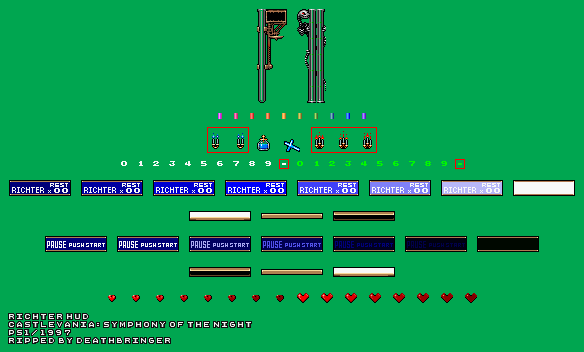 0 1 2 3 4 5 6 7 8 9 - 0 1 2 3 4 5 6 7 8 9 -
REST REST REST REST REST REST REST
RICHTER × 00 RICHTER × 00 RICHTER × 00 RICHTER × 00 RICHTER × 00 RICHTER × 00 RICHTER × 00
PAUSE PUSH START PAUSE PUSH START PAUSE PUSH START PAUSE PUSH START PAUSE PUSH START
RICHTER HUD
CASTLEVANIA: SYMPHONY OF THE NIGHT
PS1/1997
RIPPED BY DEATHBRINGER